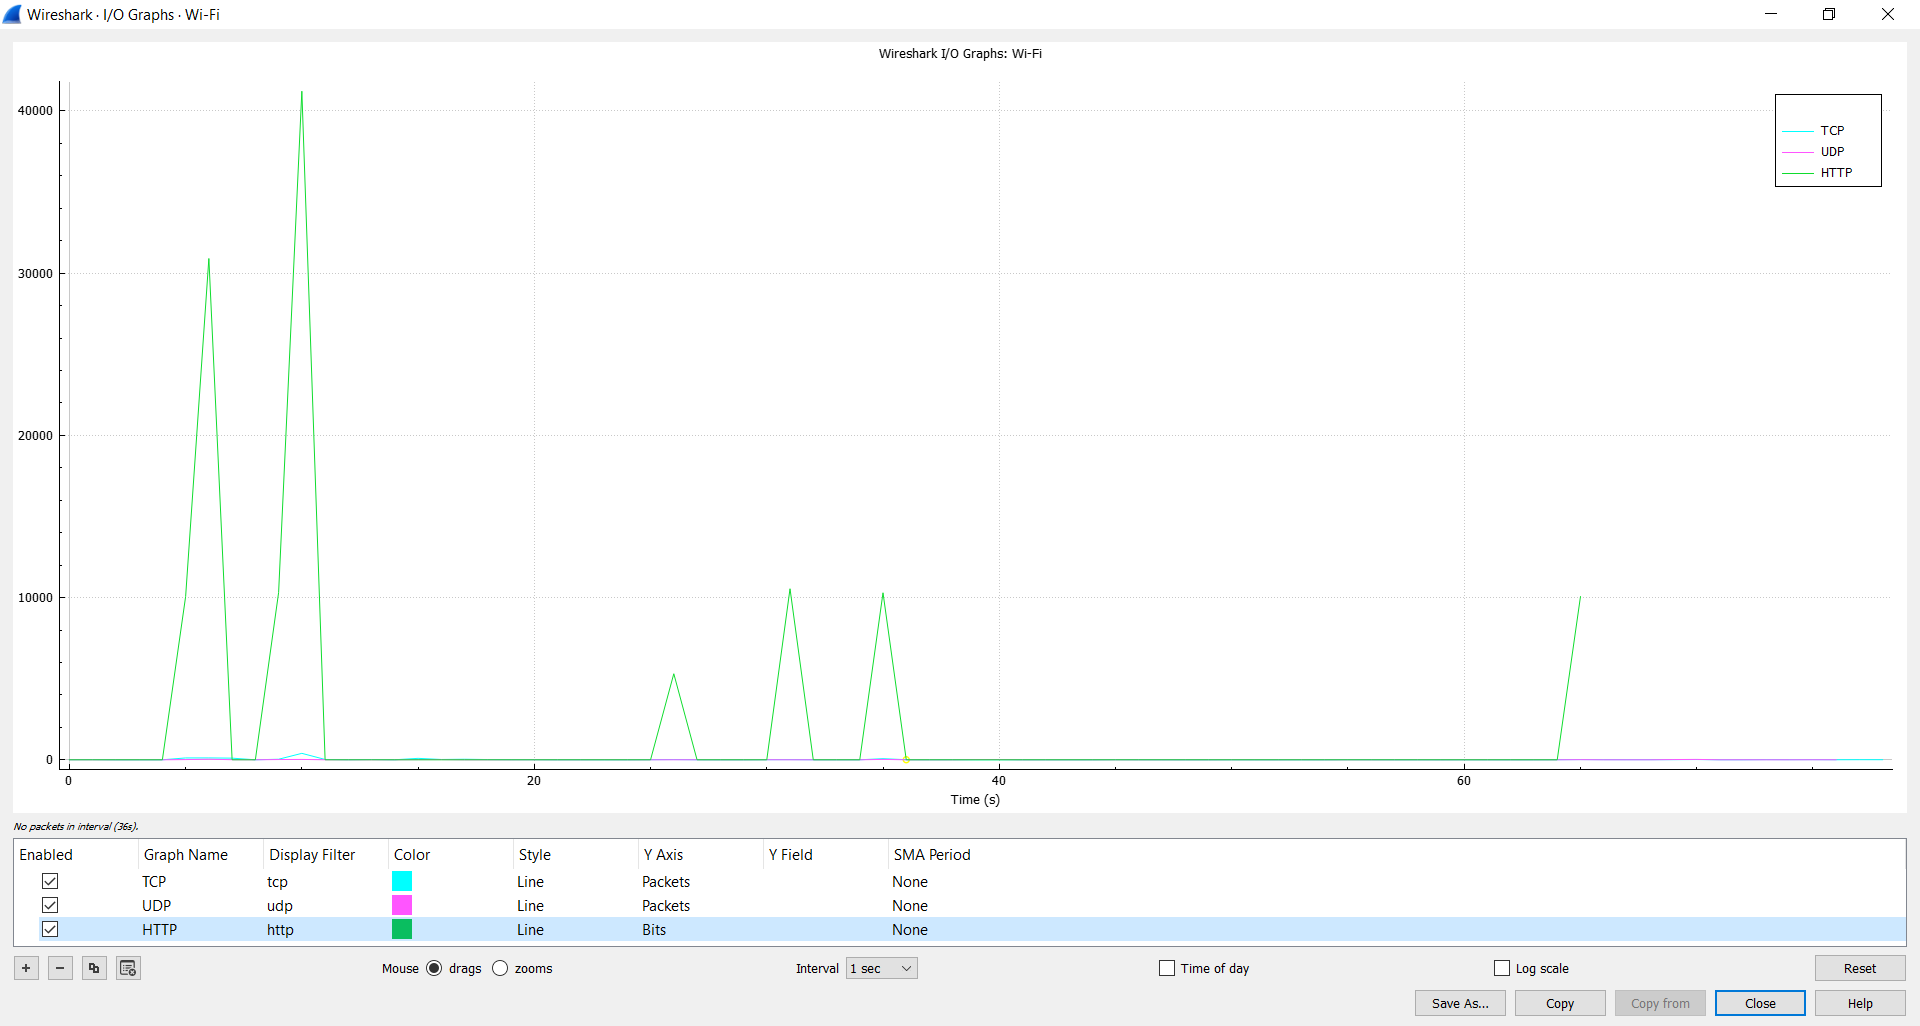 Wireshark · I/O Graphs · Wi-Fi
Wireshark I/O Graphs: Wi-Fi
40000
30000
20000
10000
0
TCP
UDP
HTTP
0 20 40 60
Time (s)
No packets in interval (36s).
Enabled Graph Name Display Filter Color Style Y Axis Y Field SMA Period
TCP tcp Line Packets None
UDP udp Line Packets None
HTTP http Line Bits None
+ − Mouse drags zooms Interval 1 sec Time of day Log scale Reset
Save As... Copy Copy from Close Help